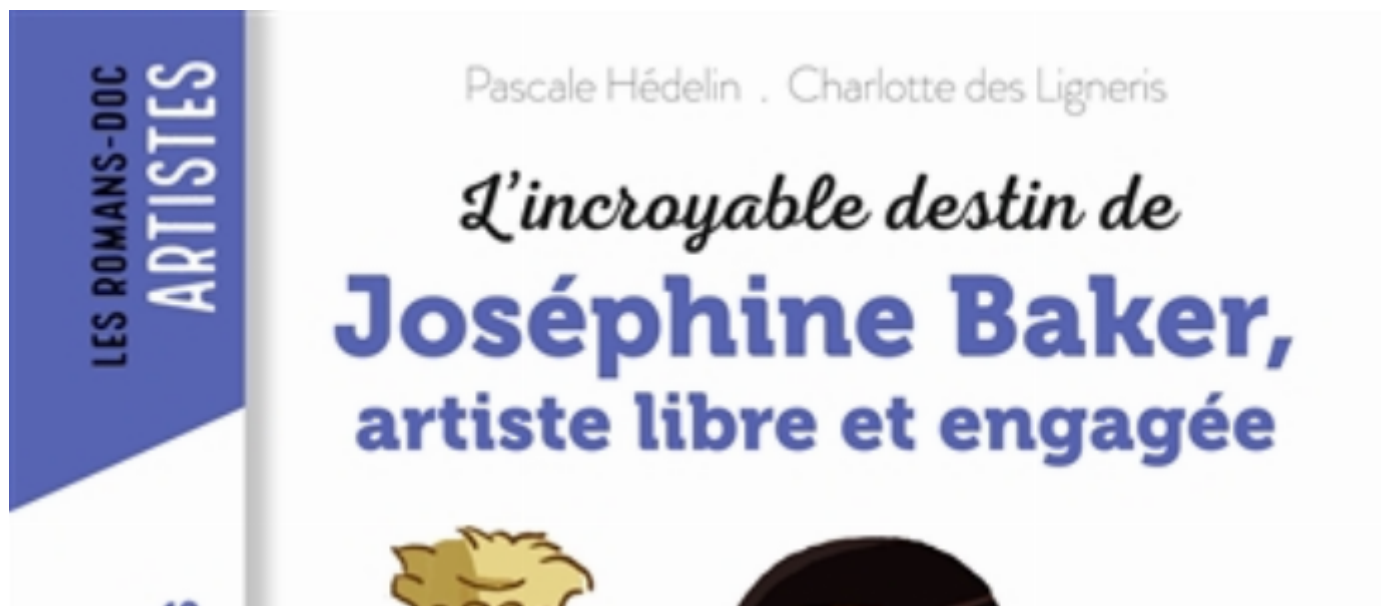 LES ROMANS-DOC
ARTISTES
Pascale Hédelin . Charlotte des Ligneris
L'incroyable destin de
Joséphine Baker,
artiste libre et engagée